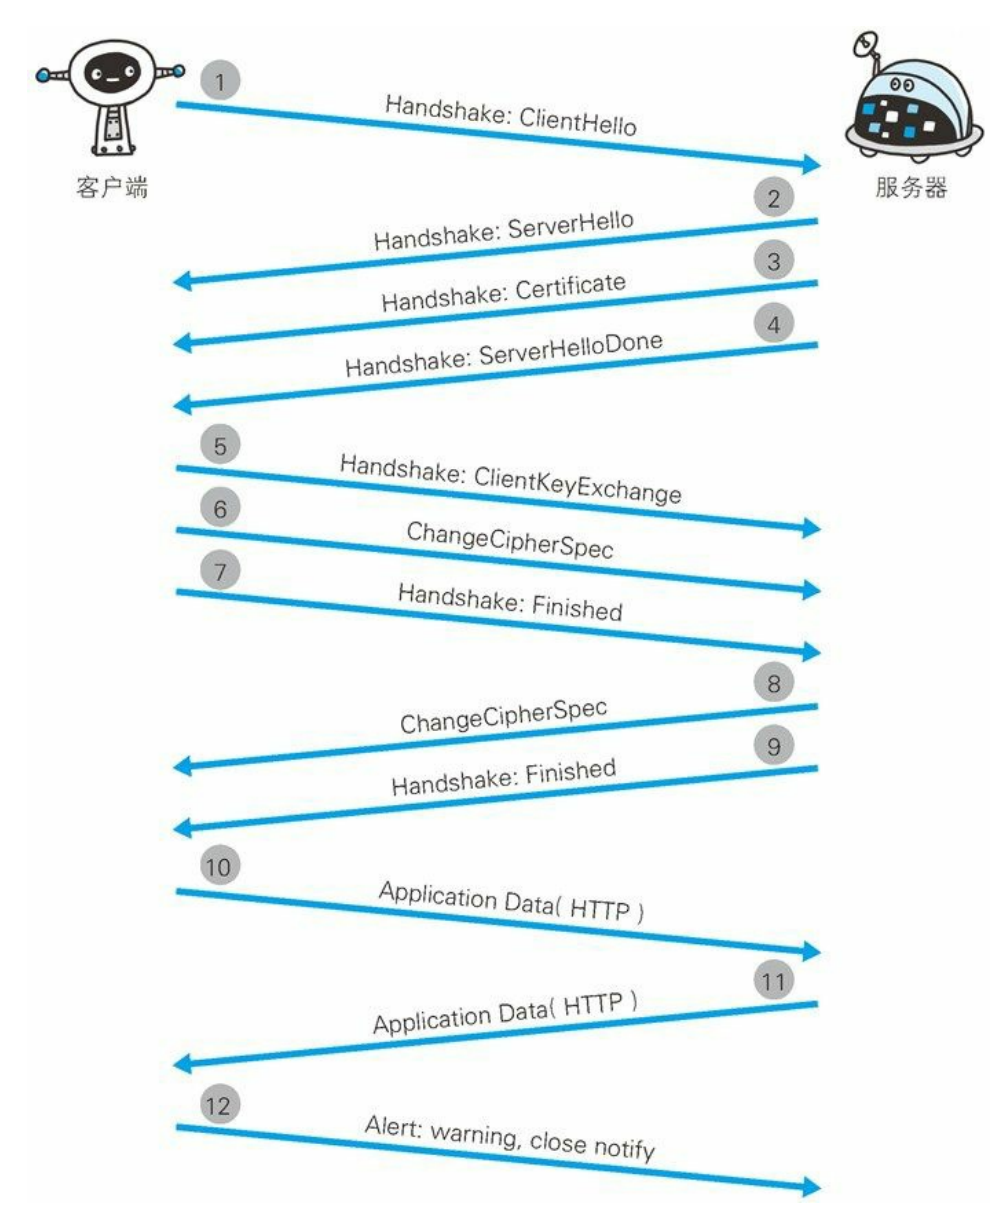 1
Handshake: ClientHello
客户端
服务器
2
Handshake: ServerHello
3
Handshake: Certificate
4
Handshake: ServerHelloDone
5
Handshake: ClientKeyExchange
6
ChangeCipherSpec
7
Handshake: Finished
8
ChangeCipherSpec
9
Handshake: Finished
10
Application Data( HTTP )
11
Application Data( HTTP )
12
Alert: warning, close notify